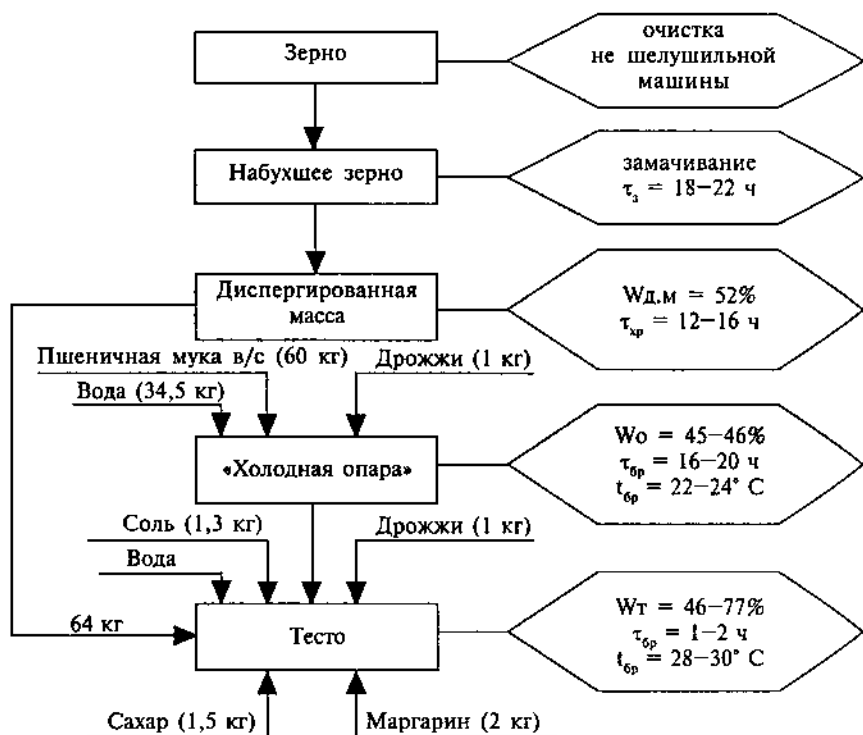 Зерно
очистка
не шелушильной
машины
Набухшее зерно
замачивание
τз = 18–22 ч
Диспергированная
масса
Wд.м = 52%
τхр = 12–16 ч
Пшеничная мука в/с (60 кг)
Дрожжи (1 кг)
Вода (34,5 кг)
«Холодная опара»
Wо = 45–46%
τбр = 16–20 ч
tбр = 22–24° С
Соль (1,3 кг)
Дрожжи (1 кг)
Вода
64 кг
Тесто
Wт = 46–77%
τбр = 1–2 ч
tбр = 28–30° С
Сахар (1,5 кг)
Маргарин (2 кг)